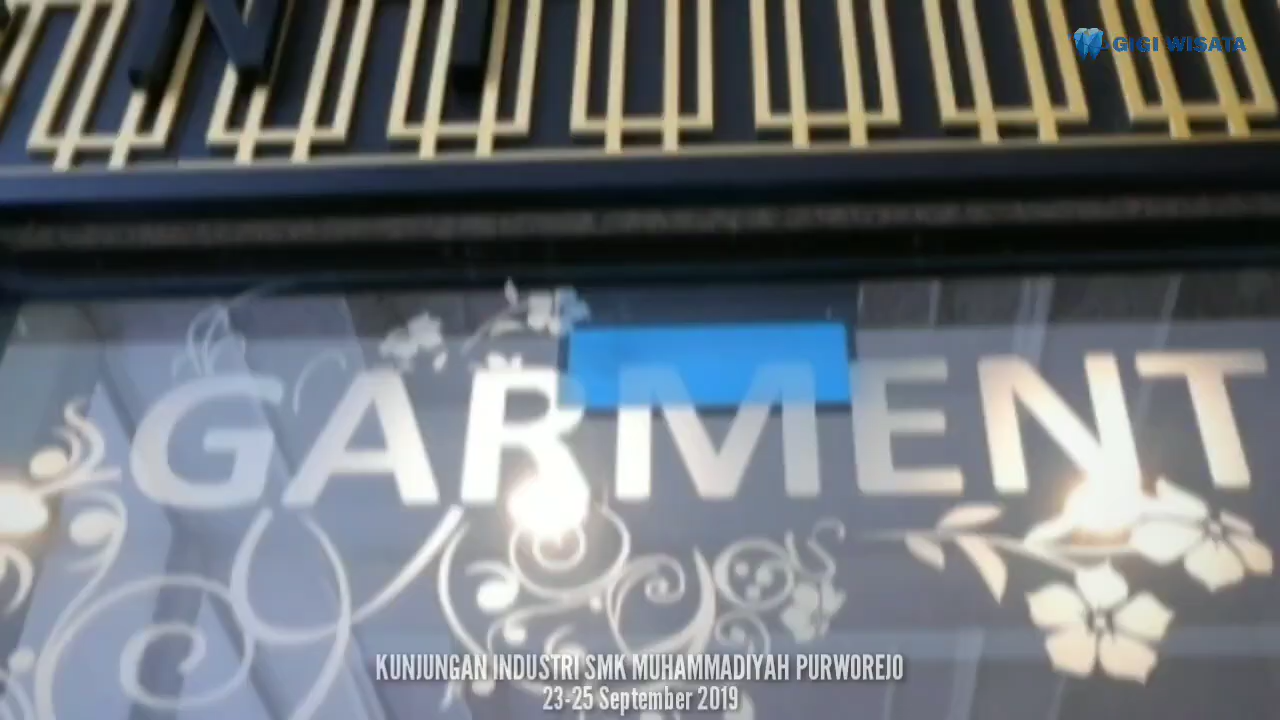 GIGI WISATA
GARMENT
KUNJUNGAN INDUSTRI SMK MUHAMMADIYAH PURWOREJO
23-25 September 2019